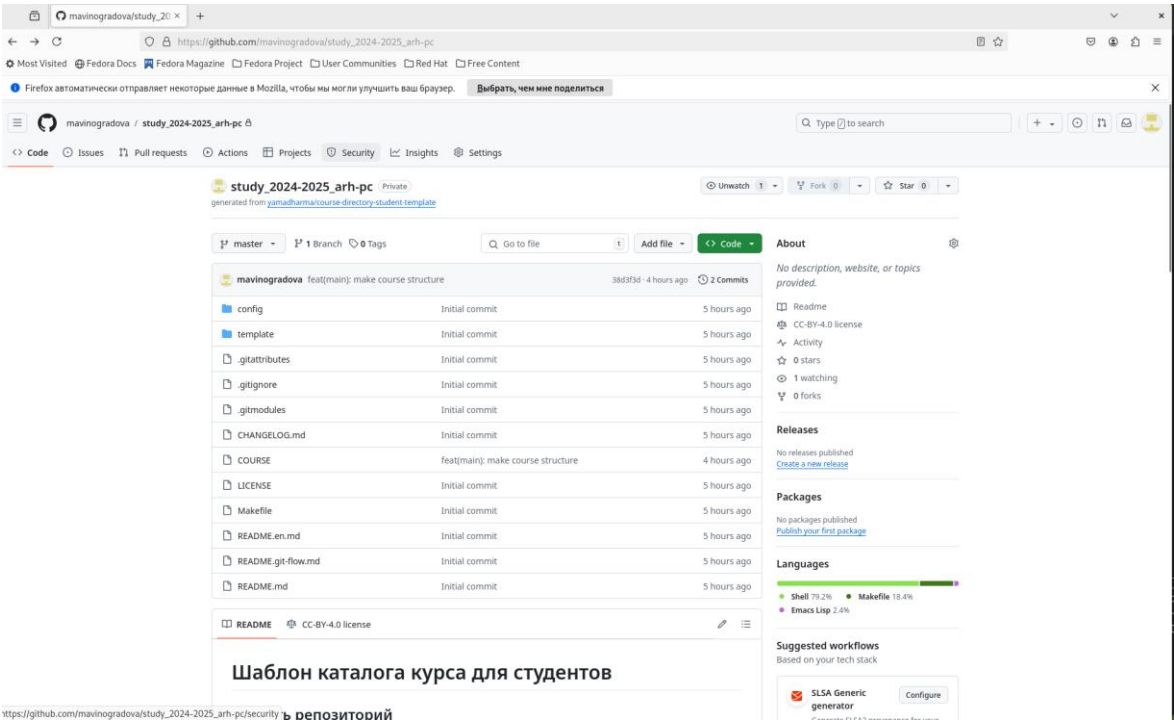 mavinogradova/study_20
https://github.com/mavinogradova/study_2024-2025_arh-pc
Most Visited Fedora Docs Fedora Magazine Fedora Project User Communities Red Hat Free Content
Firefox автоматически отправляет некоторые данные в Mozilla, чтобы мы могли улучшить ваш браузер. Выбрать, чем мне поделиться
mavinogradova / study_2024-2025_arh-pc Type / to search
Code Issues Pull requests Actions Projects Security Insights Settings
study_2024-2025_arh-pc Private Unwatch 1 Fork 0 Star 0
generated from yamadharma/course-directory-student-template
master 1 Branch 0 Tags Go to file t Add file Code
mavinogradova feat(main): make course structure 38d3f3d · 4 hours ago 2 Commits
config Initial commit 5 hours ago
template Initial commit 5 hours ago
.gitattributes Initial commit 5 hours ago
.gitignore Initial commit 5 hours ago
.gitmodules Initial commit 5 hours ago
CHANGELOG.md Initial commit 5 hours ago
COURSE feat(main): make course structure 4 hours ago
LICENSE Initial commit 5 hours ago
Makefile Initial commit 5 hours ago
README.en.md Initial commit 5 hours ago
README.git-flow.md Initial commit 5 hours ago
README.md Initial commit 5 hours ago
README CC-BY-4.0 license
Шаблон каталога курса для студентов
репозиторий
https://github.com/mavinogradova/study_2024-2025_arh-pc/security
About
No description, website, or topics
provided.
Readme
CC-BY-4.0 license
Activity
0 stars
1 watching
0 forks
Releases
No releases published
Create a new release
Packages
No packages published
Publish your first package
Languages
Shell 79.2% Makefile 18.4%
Emacs Lisp 2.4%
Suggested workflows
Based on your tech stack
SLSA Generic
generator
Configure